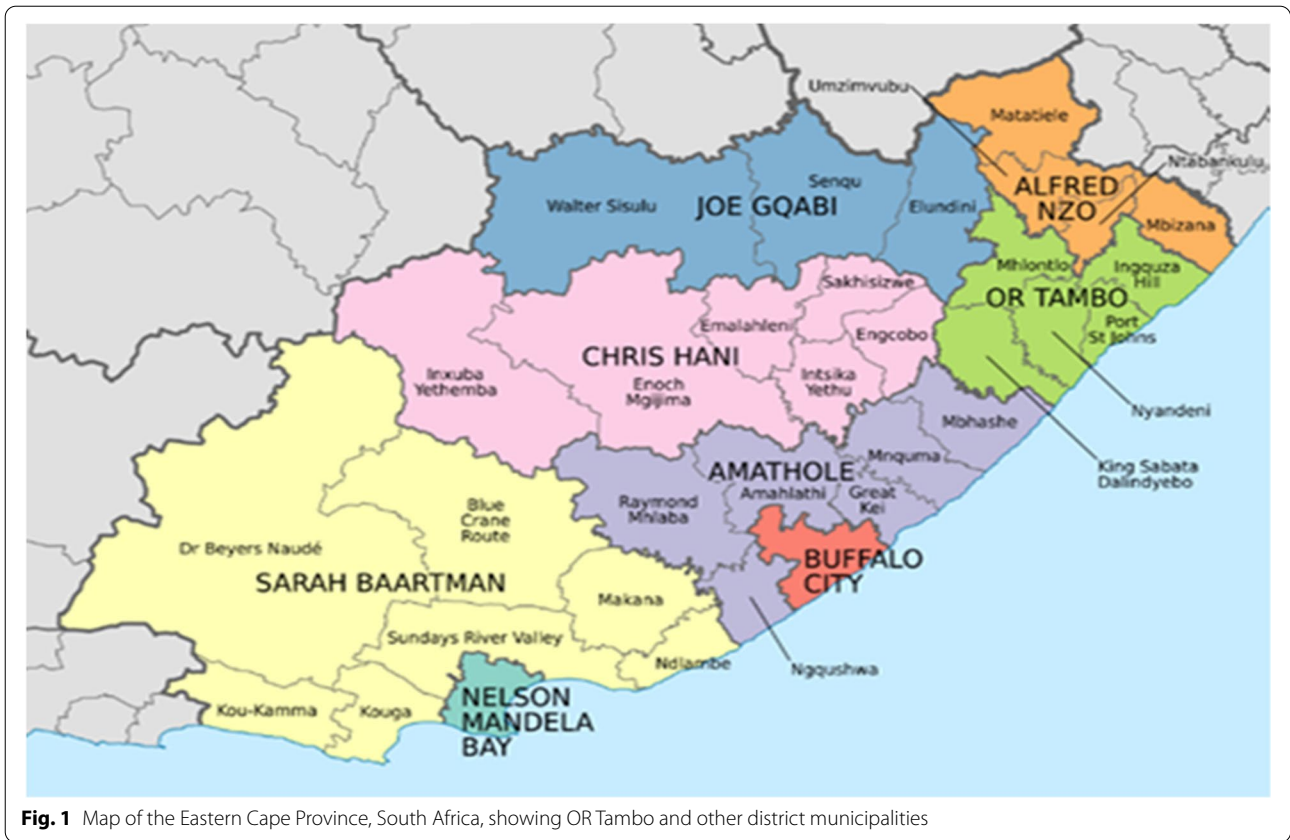 Umzimvubu
Matatiele
Ntabankulu
ALFRED
NZO
Mbizana
Walter Sisulu
JOE GQABI
Senqu
Elundini
Mhlontlo
Ingquza
Hill
OR TAMBO
Port
St Johns
Nyandeni
King Sabata
Dalindyebo
Sakhisizwe
Emalahleni
Engcobo
CHRIS HANI
Inxuba
Yethemba
Enoch
Mgijima
Intsika
Yethu
Mbhashe
Mnquma
AMATHOLE
Amahlathi
Great
Kei
Raymond
Mhlaba
BUFFALO
CITY
Ngqushwa
Blue
Crane
Route
Dr Beyers Naudé
SARAH BAARTMAN
Makana
Sundays River Valley
Ndlambe
Kou-Kamma
Kouga
NELSON
MANDELA
BAY
Fig. 1 Map of the Eastern Cape Province, South Africa, showing OR Tambo and other district municipalities